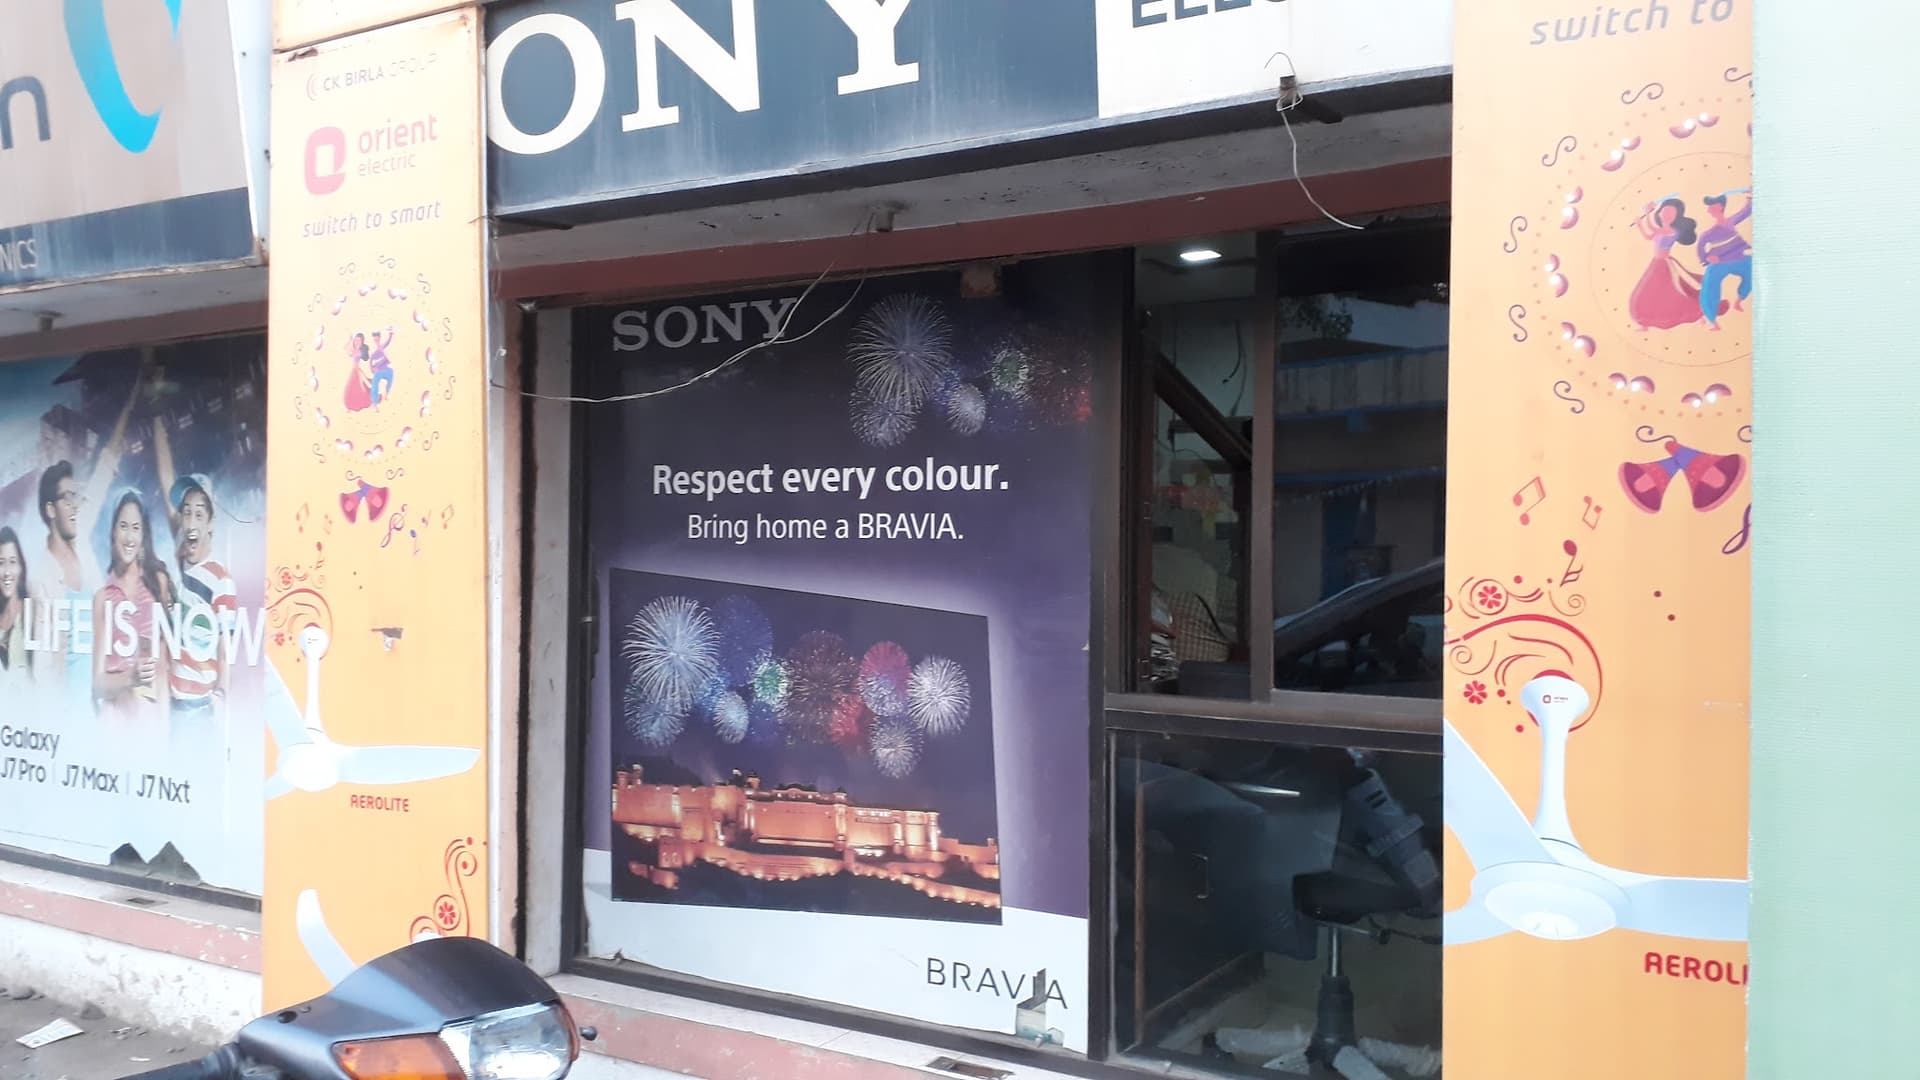 ONY
switch to
CK BIRLA GROUP
orient
electric
switch to smart
NICS
SONY
Respect every colour.
Bring home a BRAVIA.
LIFE IS NOW
Galaxy
J7 Pro | J7 Max | J7 Nxt
AEROLITE
BRAVIA
AEROLI